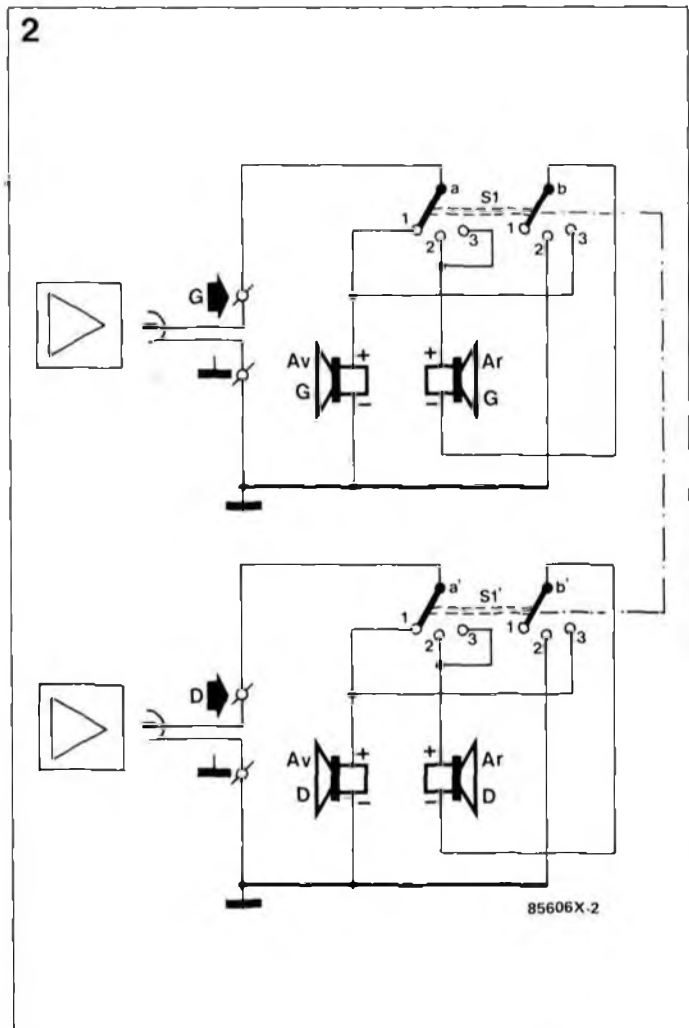 2
a S1 b
1 2 3 1 2 3
G
Av G + −
+ − Ar G
a' S1' b'
1 2 3 1 2 3
D
Av D + −
+ − Ar D
85606X-2